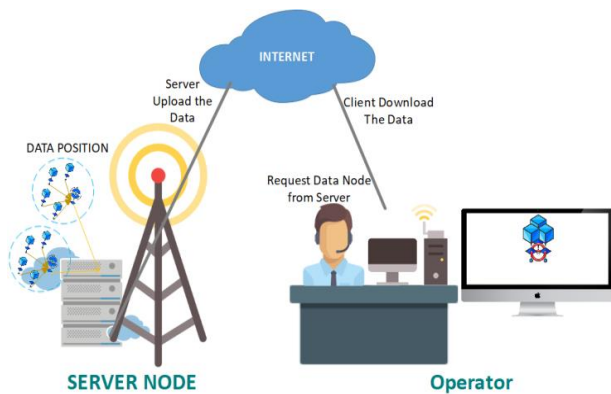 INTERNET
Server
Upload the
Data
Client Download
The Data
DATA POSITION
Request Data Node
from Server
SERVER NODE
Operator